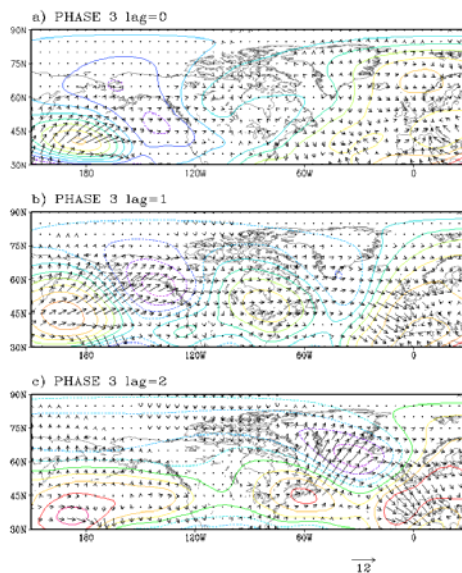 a) PHASE 3 lag=0
90N
75N
60N
45N
30N
180 120W 60W 0
b) PHASE 3 lag=1
90N
75N
60N
45N
30N
180 120W 60W 0
c) PHASE 3 lag=2
90N
75N
60N
45N
30N
180 120W 60W 0
12